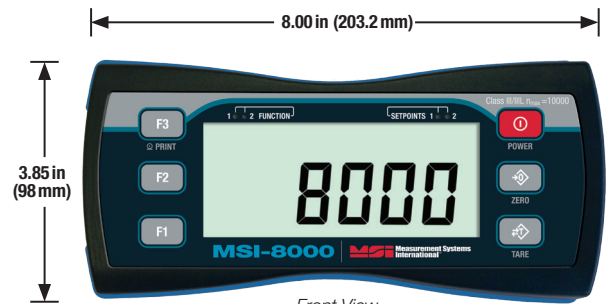 8.00 in (203.2 mm)
Class III/IIIL nmax =10000
1 2 FUNCTION
SETPOINTS 1 2
F3
PRINT
POWER
3.85 in
(98 mm)
F2
8000
ZERO
F1
TARE
MSI-8000 MSI Measurement Systems
International
Front View